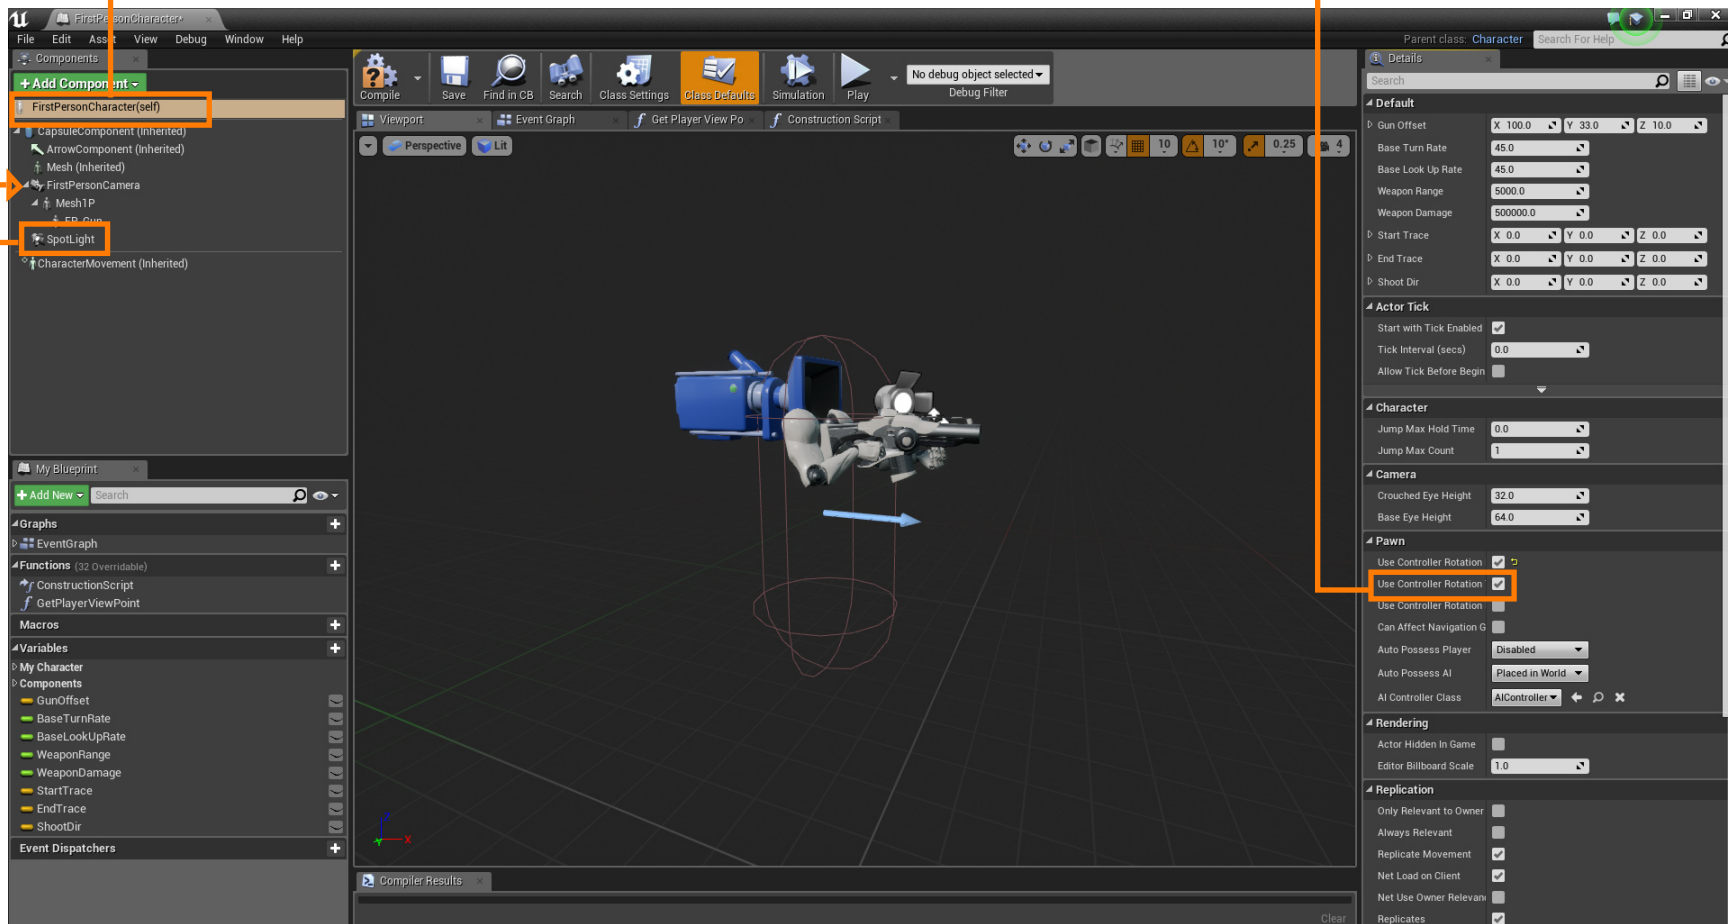 FirstPersonCharacter*
File Edit Asset View Debug Window Help
Parent class: Character Search For Help
Components
+Add Component
FirstPersonCharacter(self)
CapsuleComponent (Inherited)
ArrowComponent (Inherited)
Mesh (Inherited)
FirstPersonCamera
Mesh1P
FP_Gun
SpotLight
CharacterMovement (Inherited)
My Blueprint
+Add New Search
Graphs
EventGraph
Functions (32 Overridable)
ConstructionScript
GetPlayerViewPoint
Macros
Variables
My Character
Components
GunOffset
BaseTurnRate
BaseLookUpRate
WeaponRange
WeaponDamage
StartTrace
EndTrace
ShootDir
Event Dispatchers
Compile Save Find in CB Search Class Settings Class Defaults Simulation Play
No debug object selected
Debug Filter
Viewport Event Graph Get Player View Po Construction Script
Perspective Lit 10 10° 0.25 4
Z
X
Y
Compiler Results
Clear
Details
Search
Default
Gun Offset X 100.0 Y 33.0 Z 10.0
Base Turn Rate 45.0
Base Look Up Rate 45.0
Weapon Range 5000.0
Weapon Damage 500000.0
Start Trace X 0.0 Y 0.0 Z 0.0
End Trace X 0.0 Y 0.0 Z 0.0
Shoot Dir X 0.0 Y 0.0 Z 0.0
Actor Tick
Start with Tick Enabled
Tick Interval (secs) 0.0
Allow Tick Before Begin
Character
Jump Max Hold Time 0.0
Jump Max Count 1
Camera
Crouched Eye Height 32.0
Base Eye Height 64.0
Pawn
Use Controller Rotation
Use Controller Rotation
Use Controller Rotation
Can Affect Navigation G
Auto Possess Player Disabled
Auto Possess AI Placed in World
AI Controller Class AIController
Rendering
Actor Hidden In Game
Editor Billboard Scale 1.0
Replication
Only Relevant to Owner
Always Relevant
Replicate Movement
Net Load on Client
Net Use Owner Relevan
Replicates